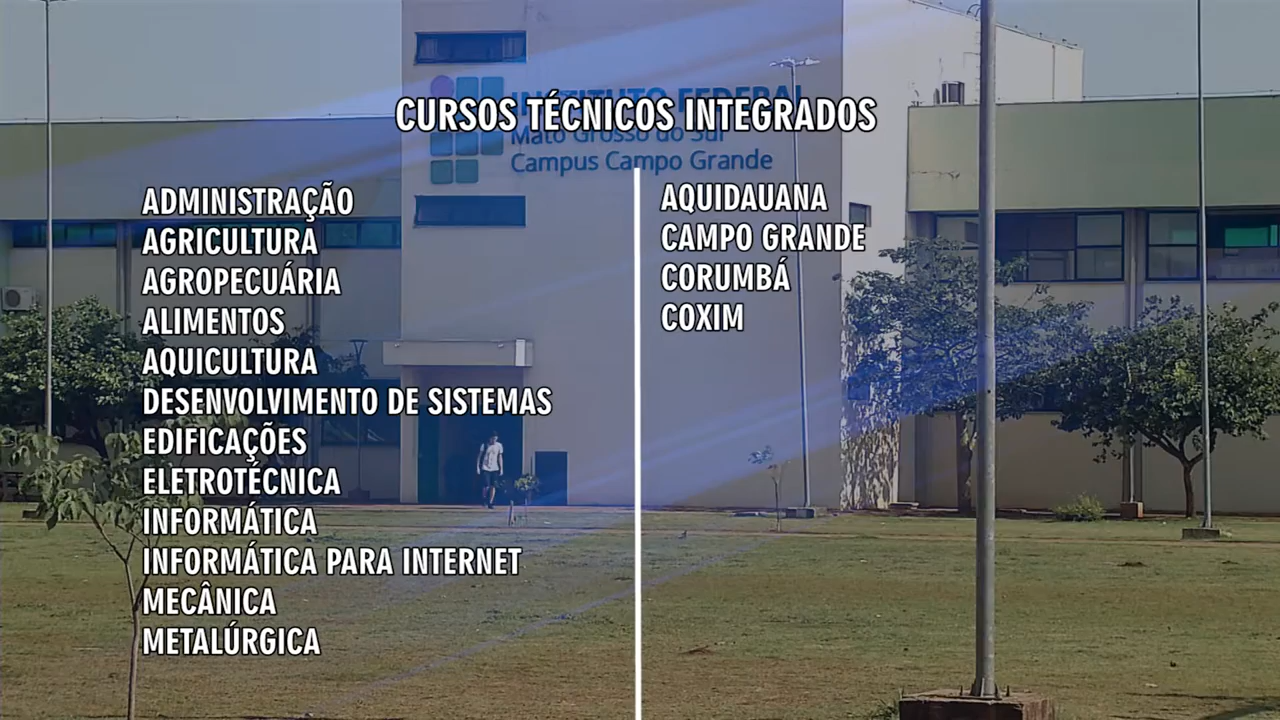 INSTITUTO FEDERAL
CURSOS TÉCNICOS INTEGRADOS
Mato Grosso do Sul
Campus Campo Grande
ADMINISTRAÇÃO
AGRICULTURA
AGROPECUÁRIA
ALIMENTOS
AQUICULTURA
DESENVOLVIMENTO DE SISTEMAS
EDIFICAÇÕES
ELETROTÉCNICA
INFORMÁTICA
INFORMÁTICA PARA INTERNET
MECÂNICA
METALÚRGICA
AQUIDAUANA
CAMPO GRANDE
CORUMBÁ
COXIM